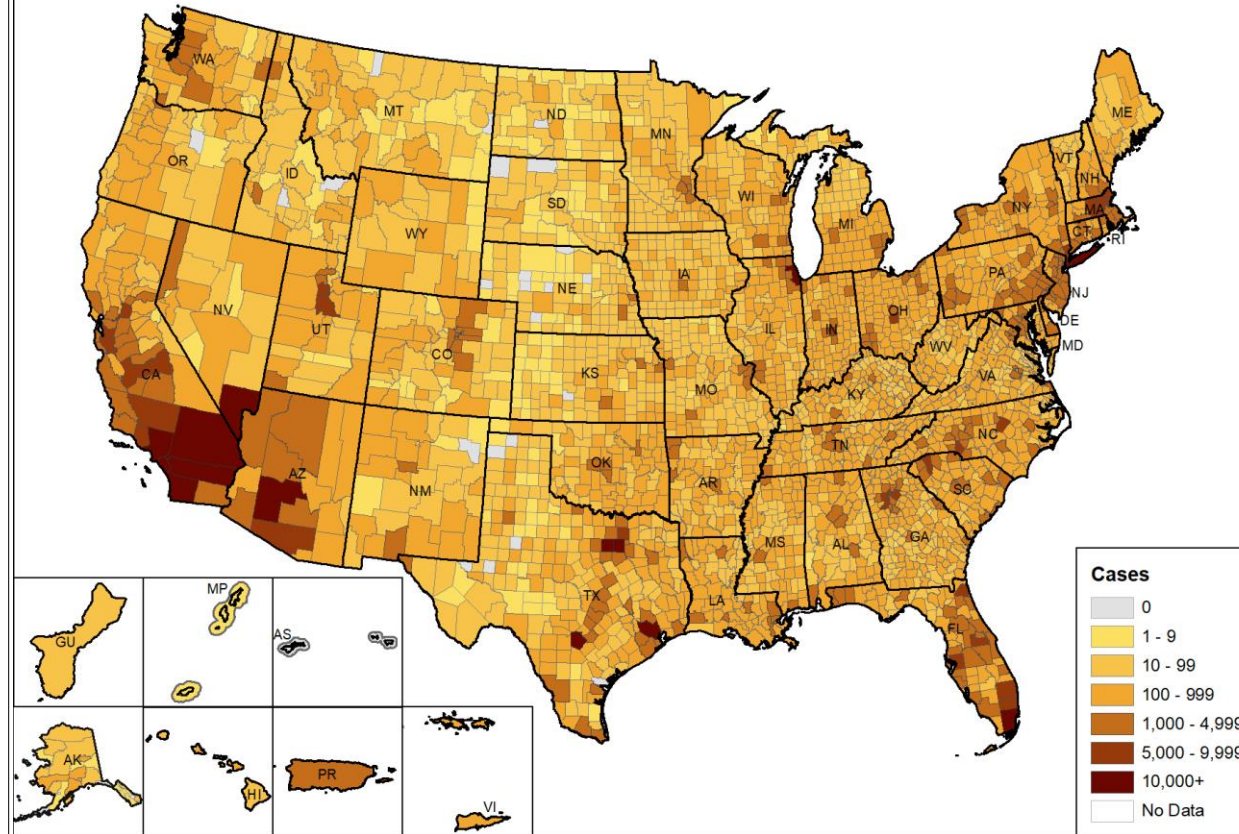 WA
MT
ND
MN
ME
OR
ID
SD
WI
VT
NH
NY
MA
MI
WY
CT
RI
IA
PA
NE
NJ
NV
UT
IL
IN
OH
DE
MD
CO
WV
VA
CA
KS
MO
KY
NC
TN
OK
AZ
NM
AR
SC
MS
AL
GA
TX
LA
FL
GU
MP
AS
AK
HI
PR
VI
Cases
0
1 - 9
10 - 99
100 - 999
1,000 - 4,999
5,000 - 9,999
10,000+
No Data